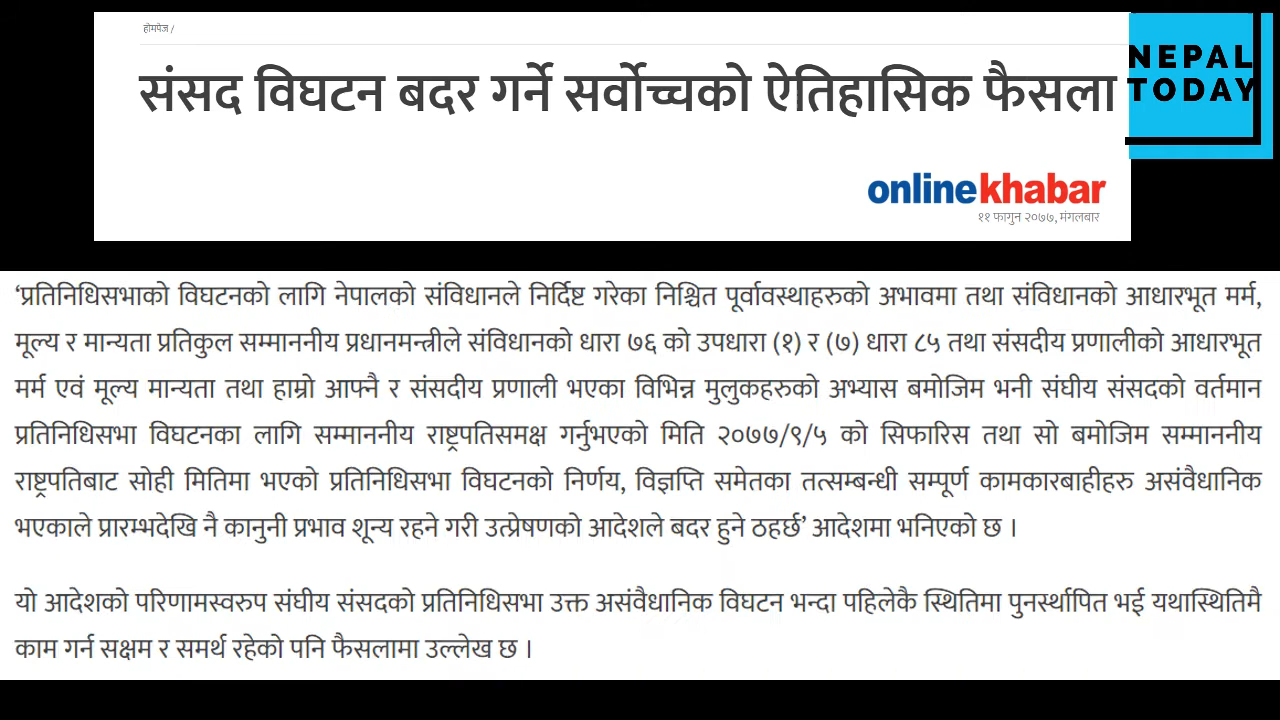 होमपेज /
संसद विघटन बदर गर्ने सर्वोच्चको ऐतिहासिक फैसला
NEPAL
TODAY
onlinekhabar
११ फागुन २०७७, मंगलबार
‘प्रतिनिधिसभाको विघटनको लागि नेपालको संविधानले निर्दिष्ट गरेका निश्चित पूर्वावस्थाहरुको अभावमा तथा संविधानको आधारभूत मर्म,
मूल्य र मान्यता प्रतिकुल सम्माननीय प्रधानमन्त्रीले संविधानको धारा ७६ को उपधारा (१) र (७) धारा ८५ तथा संसदीय प्रणालीको आधारभूत
मर्म एवं मूल्य मान्यता तथा हाम्रो आफ्नै र संसदीय प्रणाली भएका विभिन्न मुलुकहरुको अभ्यास बमोजिम भनी संघीय संसदको वर्तमान
प्रतिनिधिसभा विघटनका लागि सम्माननीय राष्ट्रपतिसमक्ष गर्नुभएको मिति २०७७/९/५ को सिफारिस तथा सो बमोजिम सम्माननीय
राष्ट्रपतिबाट सोही मितिमा भएको प्रतिनिधिसभा विघटनको निर्णय, विज्ञप्ति समेतका तत्सम्बन्धी सम्पूर्ण कामकारबाहीहरु असंवैधानिक
भएकाले प्रारम्भदेखि नै कानुनी प्रभाव शून्य रहने गरी उत्प्रेषणको आदेशले बदर हुने ठहर्छ’ आदेशमा भनिएको छ ।
यो आदेशको परिणामस्वरुप संघीय संसदको प्रतिनिधिसभा उक्त असंवैधानिक विघटन भन्दा पहिलेकै स्थितिमा पुनर्स्थापित भई यथास्थितिमै
काम गर्न सक्षम र समर्थ रहेको पनि फैसलामा उल्लेख छ ।